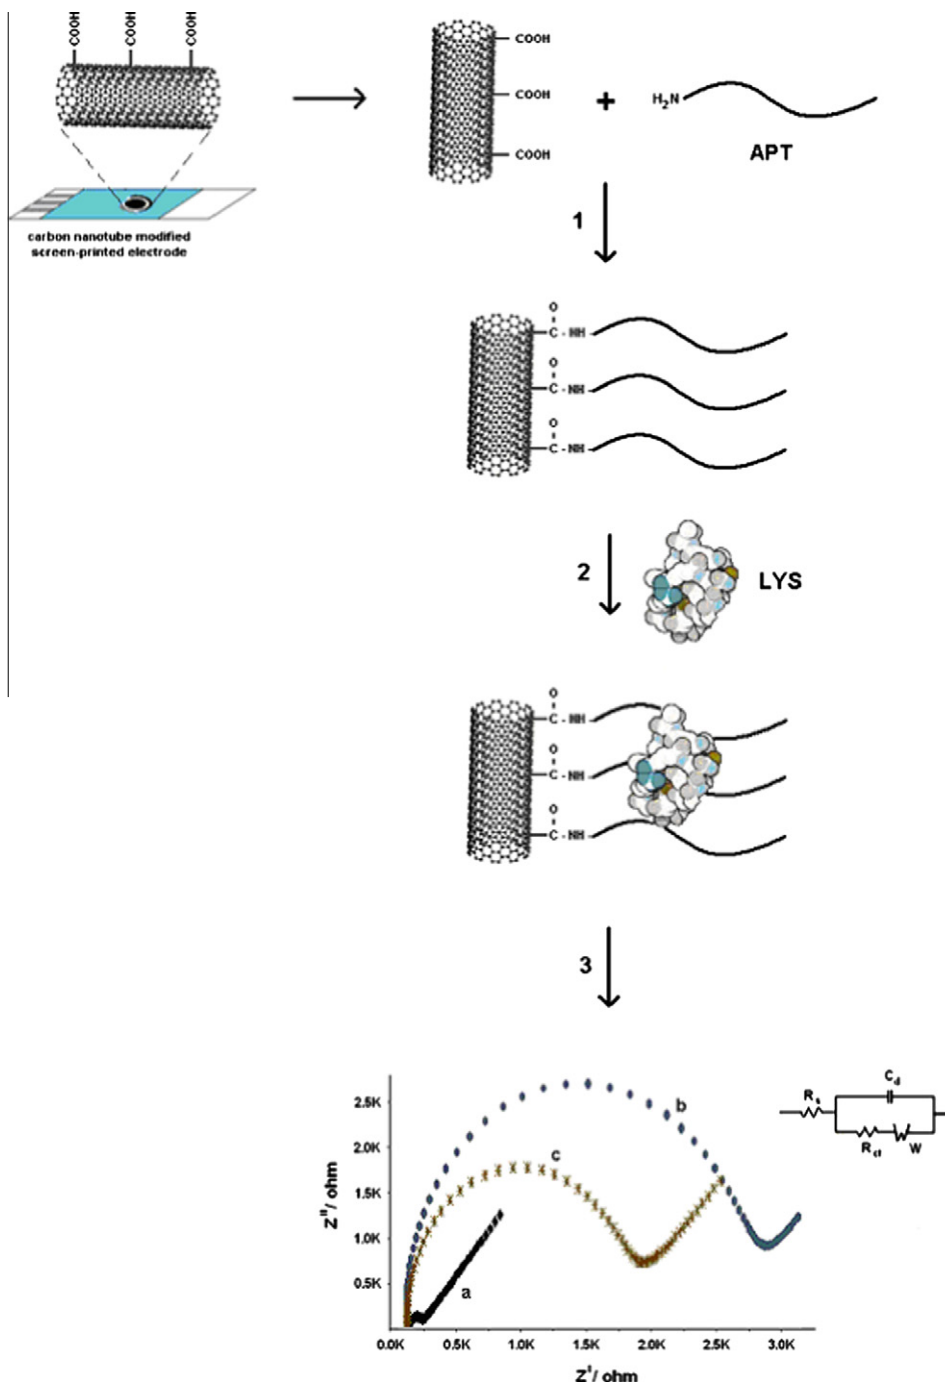 COOH COOH COOH
carbon nanotube modified
screen-printed electrode
COOH
COOH
COOH
+
H2N
APT
1
O
C - NH
O
C - NH
O
C - NH
2
LYS
O
C - NH
O
C - NH
O
C - NH
3
Z^II/ ohm
2.5K
2.0K
1.5K
1.0K
0.5K
a
b
c
0.0K 0.5K 1.0K 1.5K 2.0K 2.5K 3.0K
Z^I/ ohm
Cd
Rs
Rct W